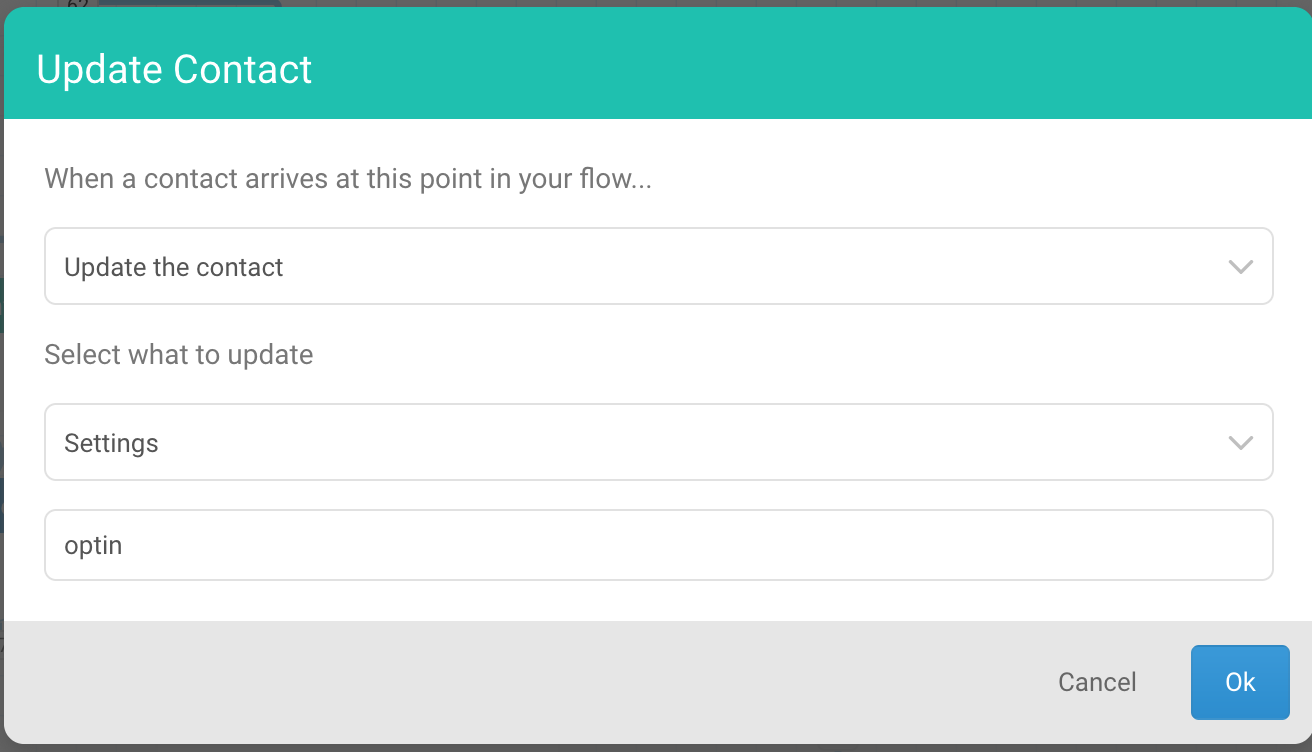 Update Contact
When a contact arrives at this point in your flow...
Update the contact
Select what to update
Settings
optin
Cancel
Ok